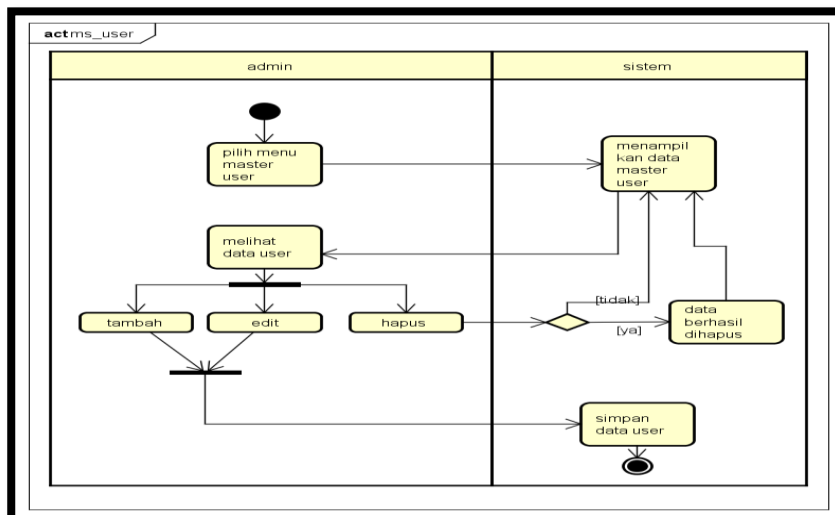 act ms_user
admin
sistem
pilih menu
master
user
menampil
kan data
master
user
melihat
data user
[tidak]
tambah
edit
hapus
[ya]
data
berhasil
dihapus
simpan
data user